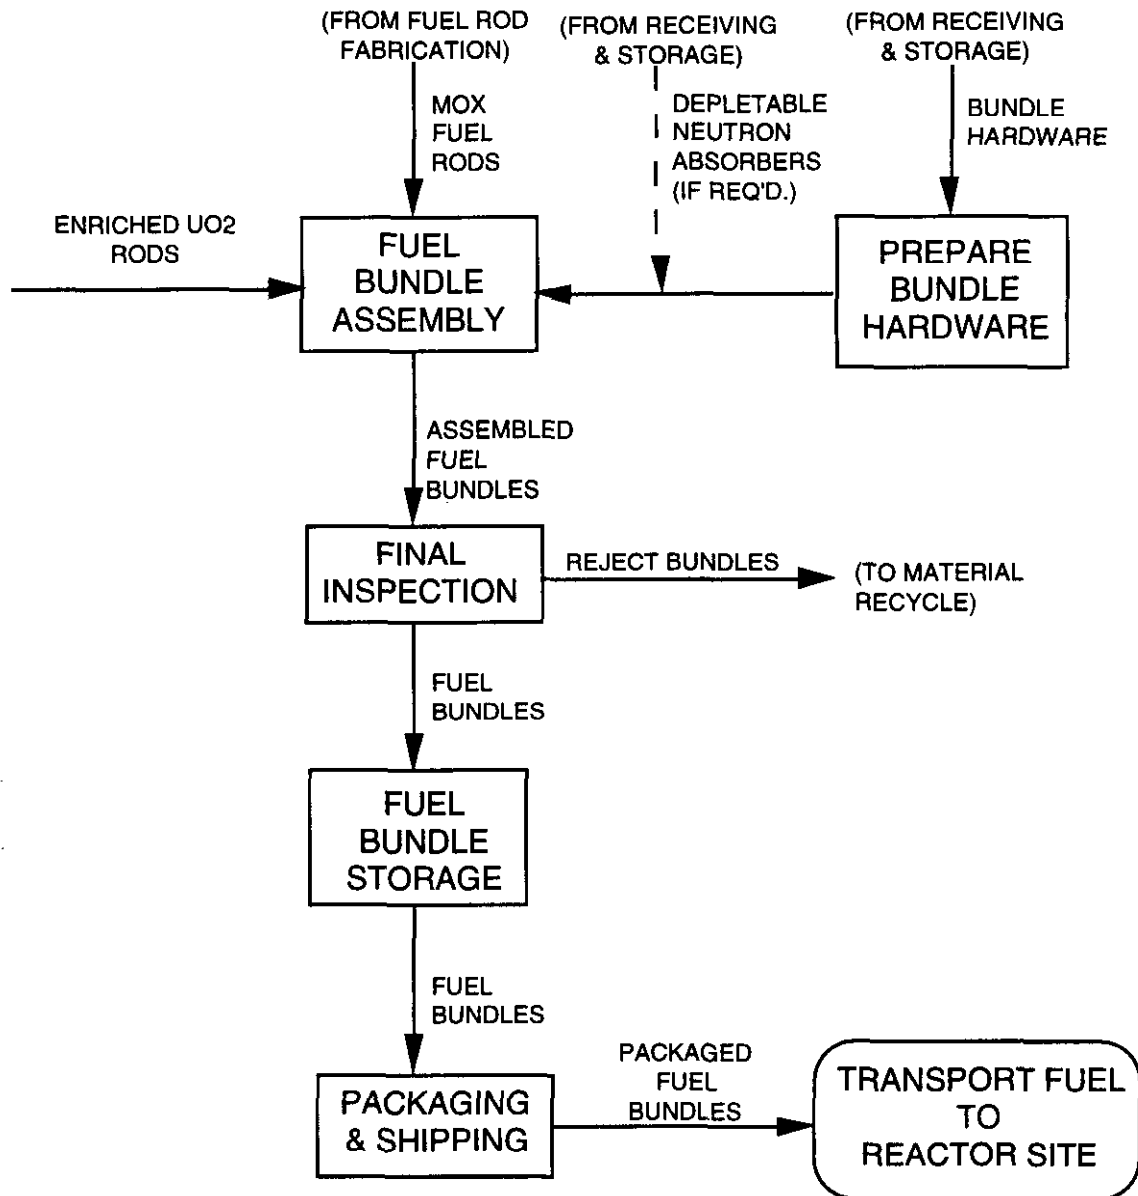 (FROM FUEL ROD
FABRICATION)
(FROM RECEIVING
& STORAGE)
(FROM RECEIVING
& STORAGE)
MOX
FUEL
RODS
DEPLETABLE
NEUTRON
ABSORBERS
(IF REQ'D.)
BUNDLE
HARDWARE
ENRICHED UO2
RODS
FUEL
BUNDLE
ASSEMBLY
PREPARE
BUNDLE
HARDWARE
ASSEMBLED
FUEL
BUNDLES
FINAL
INSPECTION
REJECT BUNDLES
(TO MATERIAL
RECYCLE)
FUEL
BUNDLES
FUEL
BUNDLE
STORAGE
FUEL
BUNDLES
PACKAGING
& SHIPPING
PACKAGED
FUEL
BUNDLES
TRANSPORT FUEL
TO
REACTOR SITE